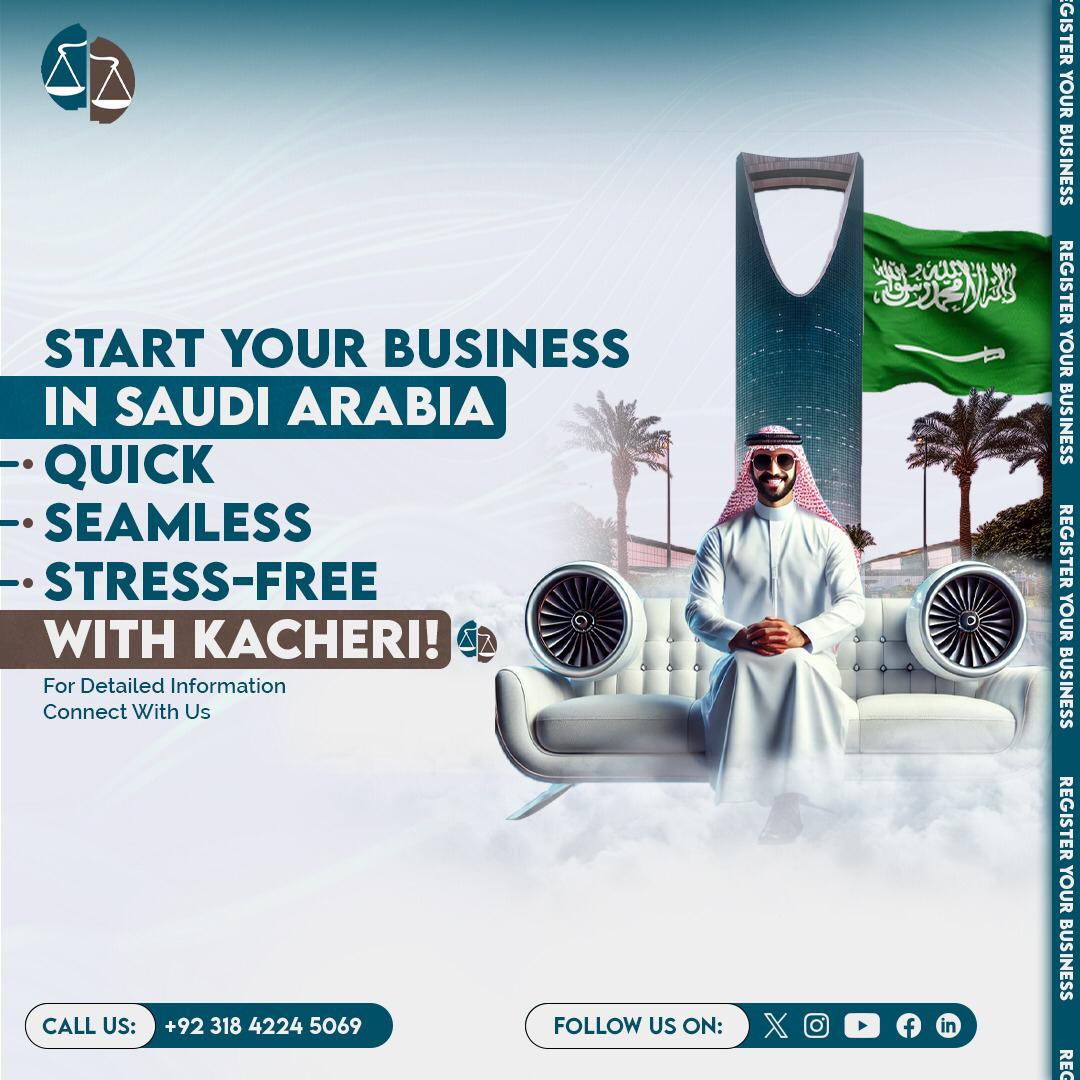 START YOUR BUSINESS
IN SAUDI ARABIA
QUICK
SEAMLESS
STRESS-FREE
WITH KACHERI!
For Detailed Information
Connect With Us
لا إله إلا الله محمد رسول الله
CALL US: +92 318 4224 5069
FOLLOW US ON:
REGISTER YOUR BUSINESS
REGISTER YOUR BUSINESS
REGISTER YOUR BUSINESS
REGISTER YOUR BUSINESS
REG